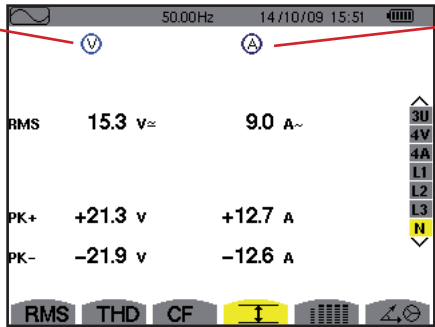 50.00Hz 14/10/09 15:51
V A
RMS 15.3 V≃ 9.0 A~
PK+ +21.3 V +12.7 A
PK- -21.9 V -12.6 A
3U
4V
4A
L1
L2
L3
N
RMS THD CF